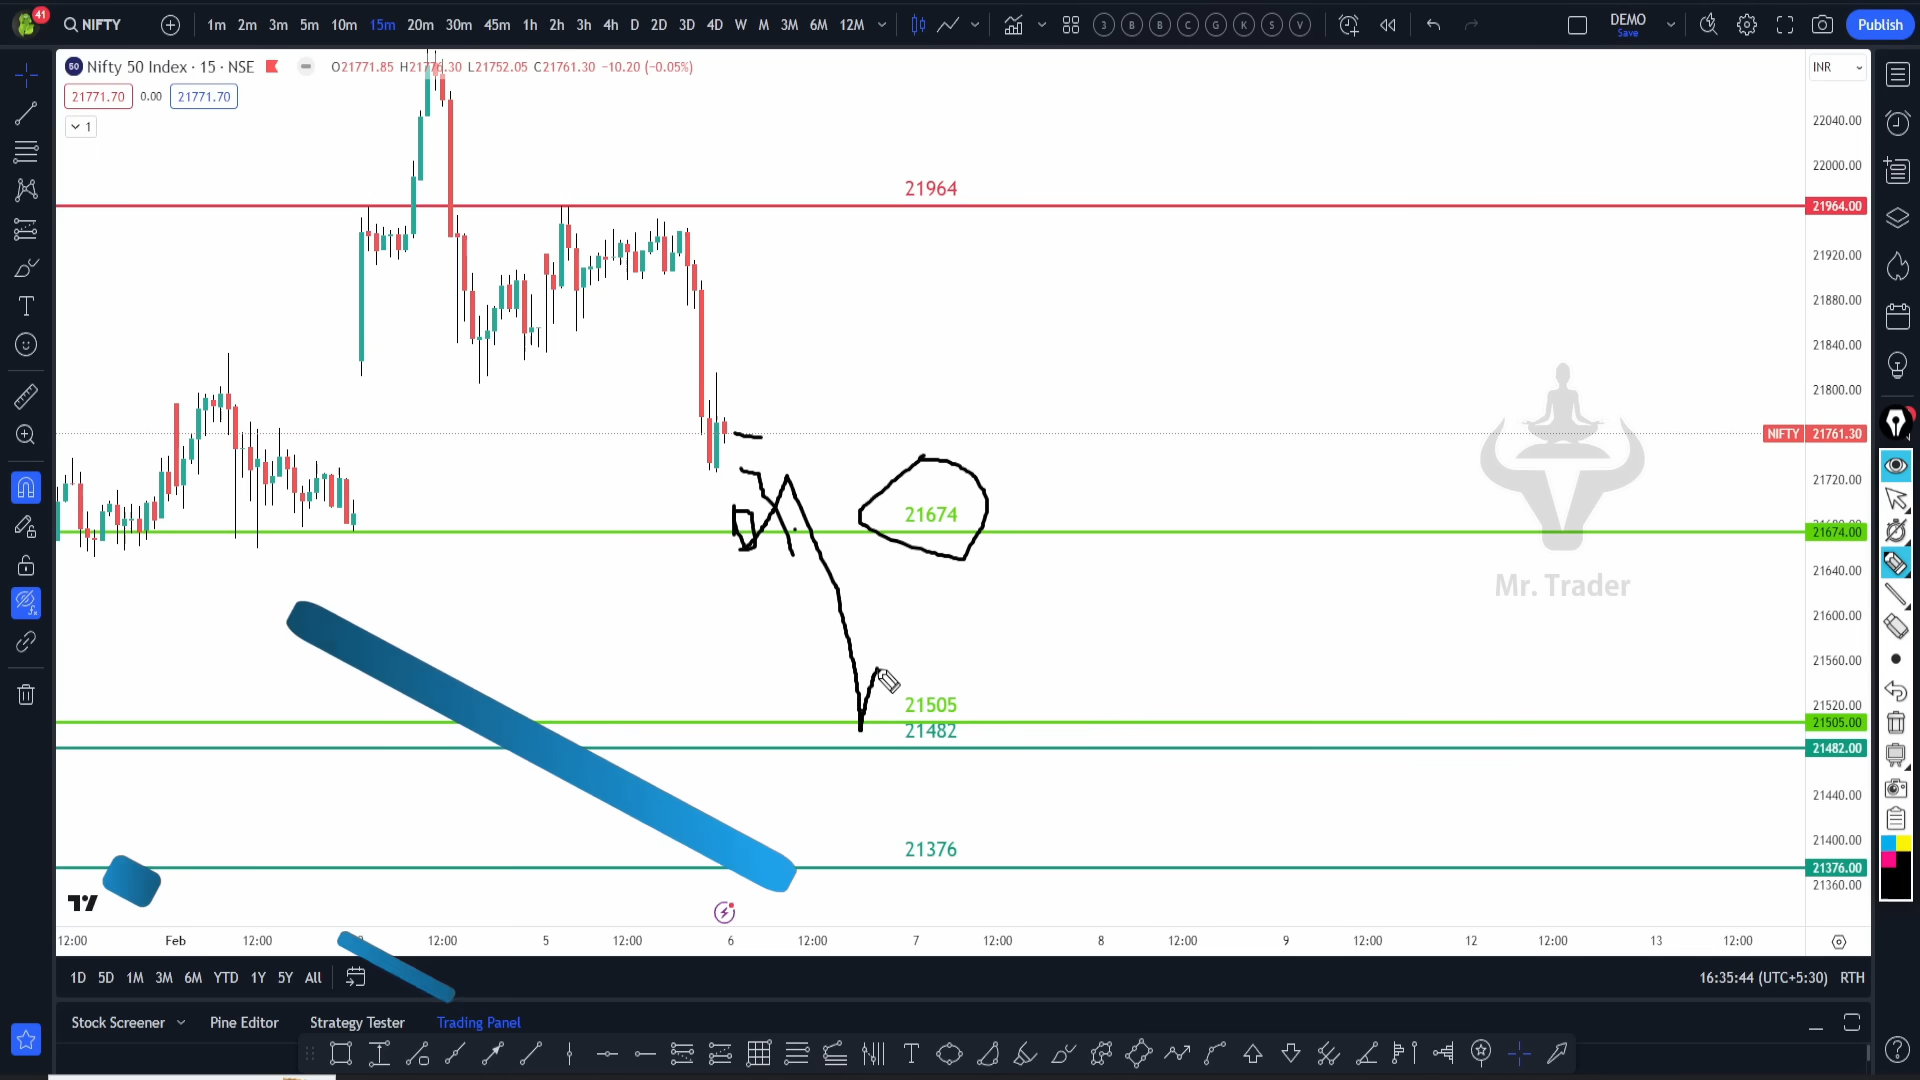 41
NIFTY
1m 2m 3m 5m 10m 15m 20m 30m 45m 1h 2h 3h 4h D 2D 3D 4D W M 3M 6M 12M
3 B B C G K S V
DEMO
Save
Publish
50 Nifty 50 Index · 15 · NSE
O21771.85 H21776.30 L21752.05 C21761.30 −10.20 (−0.05%)
INR
21771.70 0.00 21771.70
1
22040.00
22000.00
21964
21964.00
21920.00
21880.00
21840.00
21800.00
NIFTY 21761.30
21720.00
21674
21674.00
21640.00
Mr. Trader
21600.00
21560.00
21520.00
21505
21505.00
21482
21482.00
21440.00
21400.00
21376
21376.00
21360.00
12:00 Feb 12:00 12:00 5 12:00 6 12:00 7 12:00 8 12:00 9 12:00 12 12:00 13 12:00
1D 5D 1M 3M 6M YTD 1Y 5Y All
16:35:44 (UTC+5:30) RTH
Stock Screener Pine Editor Strategy Tester Trading Panel